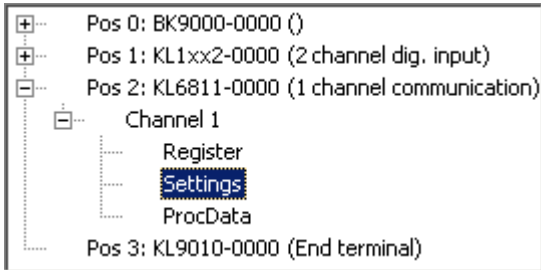 Pos 0: BK9000-0000 ()
Pos 1: KL1xx2-0000 (2 channel dig. input)
Pos 2: KL6811-0000 (1 channel communication)
Channel 1
Register
Settings
ProcData
Pos 3: KL9010-0000 (End terminal)